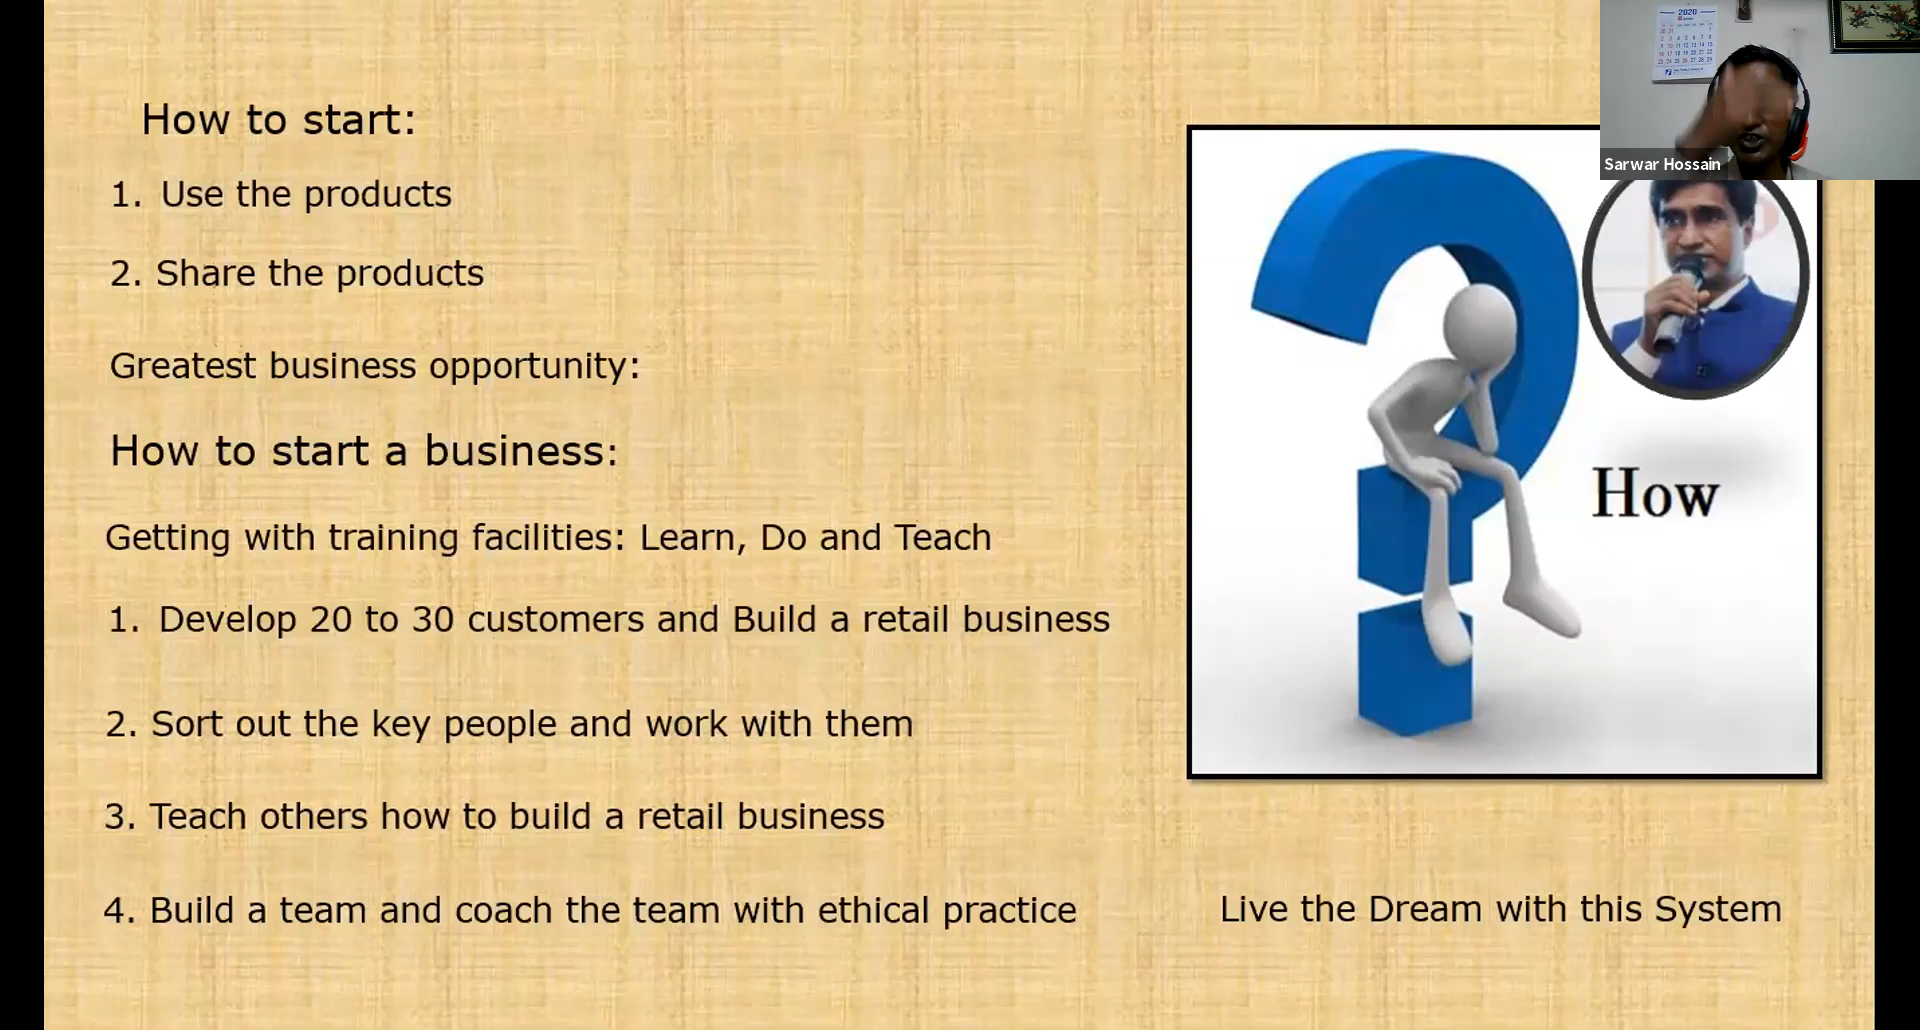 2020
Sarwar Hossain
How to start:
1. Use the products
2. Share the products
Greatest business opportunity:
How to start a business:
Getting with training facilities: Learn, Do and Teach
1. Develop 20 to 30 customers and Build a retail business
2. Sort out the key people and work with them
3. Teach others how to build a retail business
4. Build a team and coach the team with ethical practice
How
Live the Dream with this System